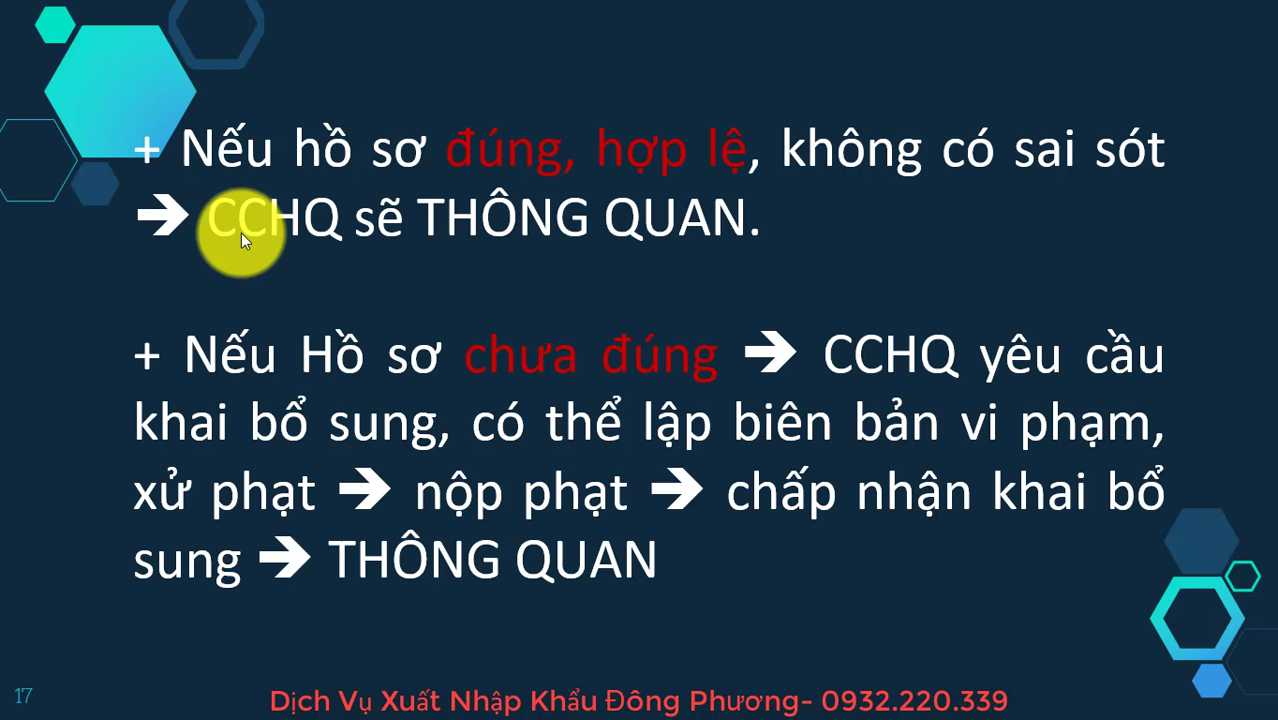 + Nếu hồ sơ đúng, hợp lệ, không có sai sót
➔ CCHQ sẽ THÔNG QUAN.
+ Nếu Hồ sơ chưa đúng ➔ CCHQ yêu cầu
khai bổ sung, có thể lập biên bản vi phạm,
xử phạt ➔ nộp phạt ➔ chấp nhận khai bổ
sung ➔ THÔNG QUAN
17
Dịch Vụ Xuất Nhập Khẩu Đông Phương- 0932.220.339